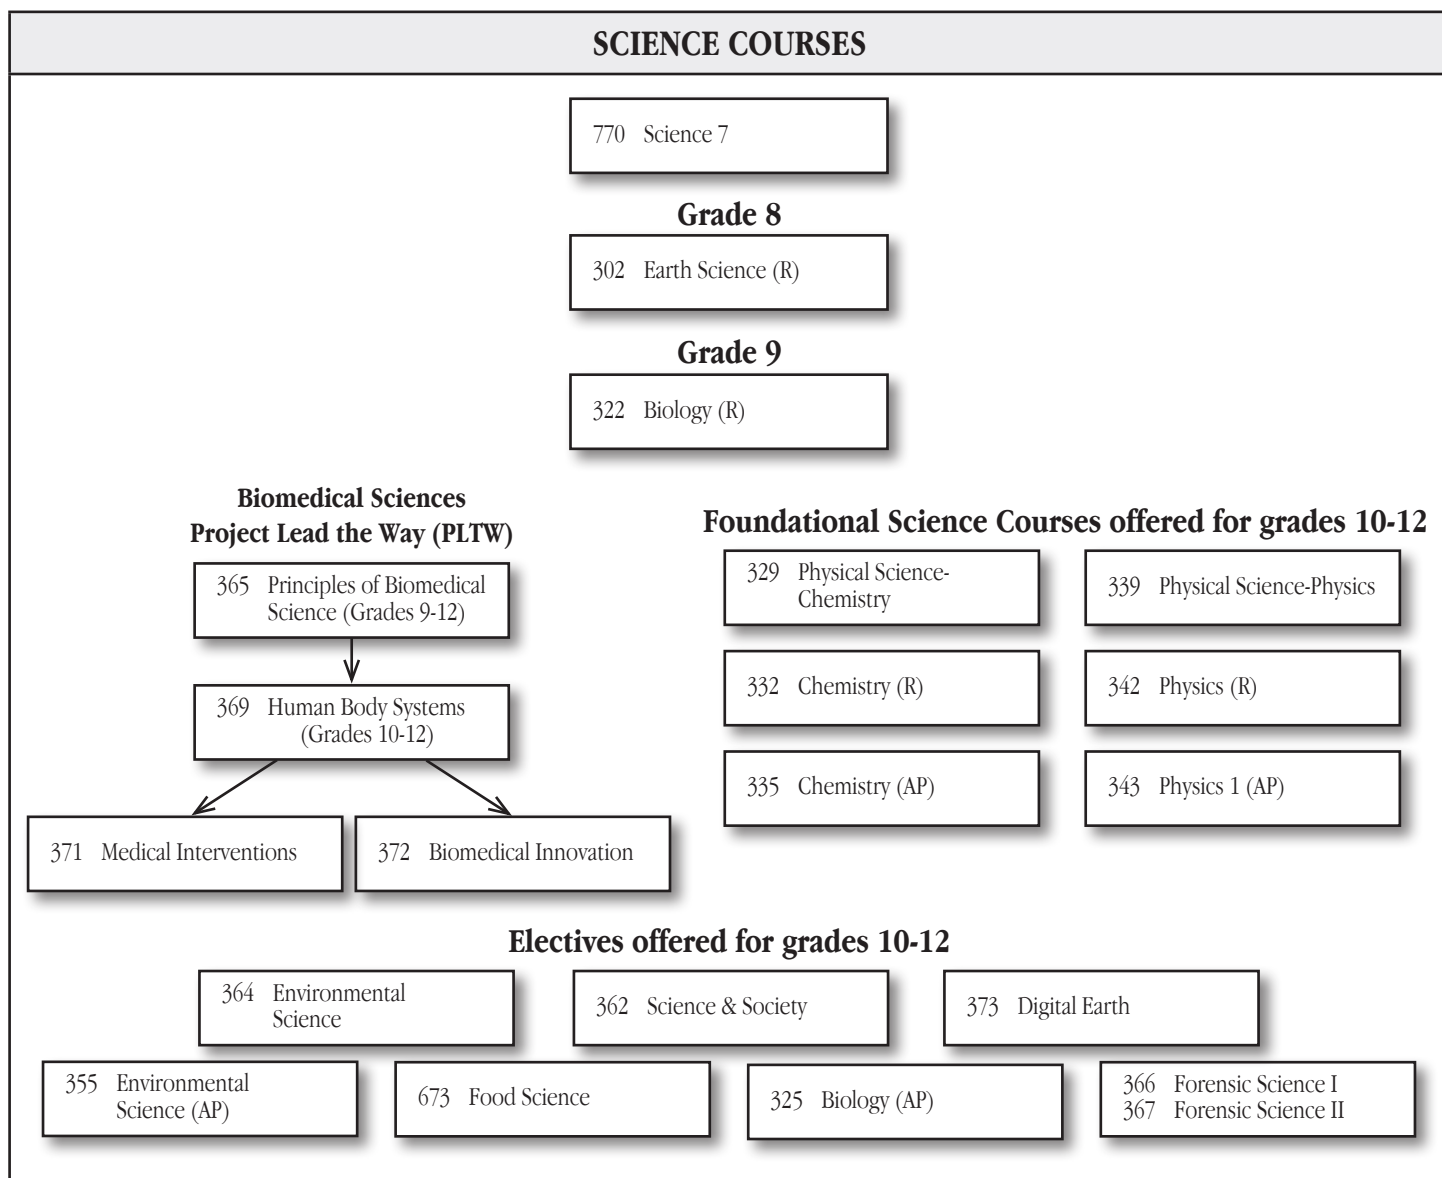 SCIENCE COURSES
770 Science 7
Grade 8
302 Earth Science (R)
Grade 9
322 Biology (R)
Biomedical Sciences
Project Lead the Way (PLTW)
365 Principles of Biomedical
Science (Grades 9-12)
369 Human Body Systems
(Grades 10-12)
371 Medical Interventions
372 Biomedical Innovation
Foundational Science Courses offered for grades 10-12
329 Physical Science-
Chemistry
339 Physical Science-Physics
332 Chemistry (R)
342 Physics (R)
335 Chemistry (AP)
343 Physics 1 (AP)
Electives offered for grades 10-12
364 Environmental
Science
362 Science & Society
373 Digital Earth
355 Environmental
Science (AP)
673 Food Science
325 Biology (AP)
366 Forensic Science I
367 Forensic Science II